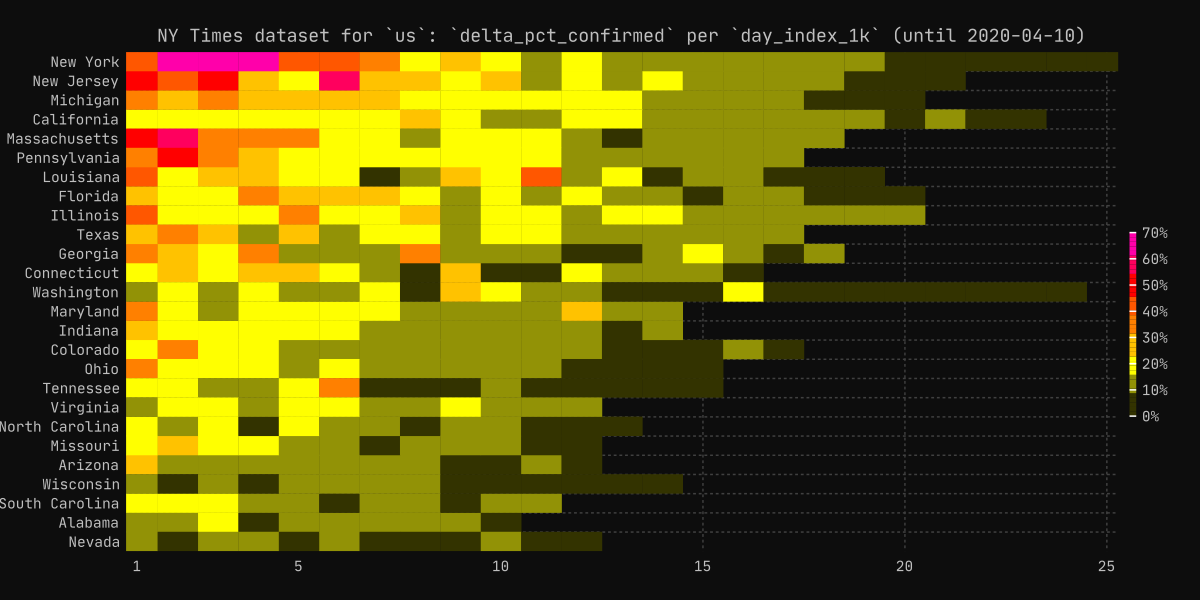 NY Times dataset for `us`: `delta_pct_confirmed` per `day_index_1k` (until 2020-04-10)
New York
New Jersey
Michigan
California
Massachusetts
Pennsylvania
Louisiana
Florida
Illinois
Texas
Georgia
Connecticut
Washington
Maryland
Indiana
Colorado
Ohio
Tennessee
Virginia
North Carolina
Missouri
Arizona
Wisconsin
South Carolina
Alabama
Nevada
1 5 10 15 20 25
70%
60%
50%
40%
30%
20%
10%
0%